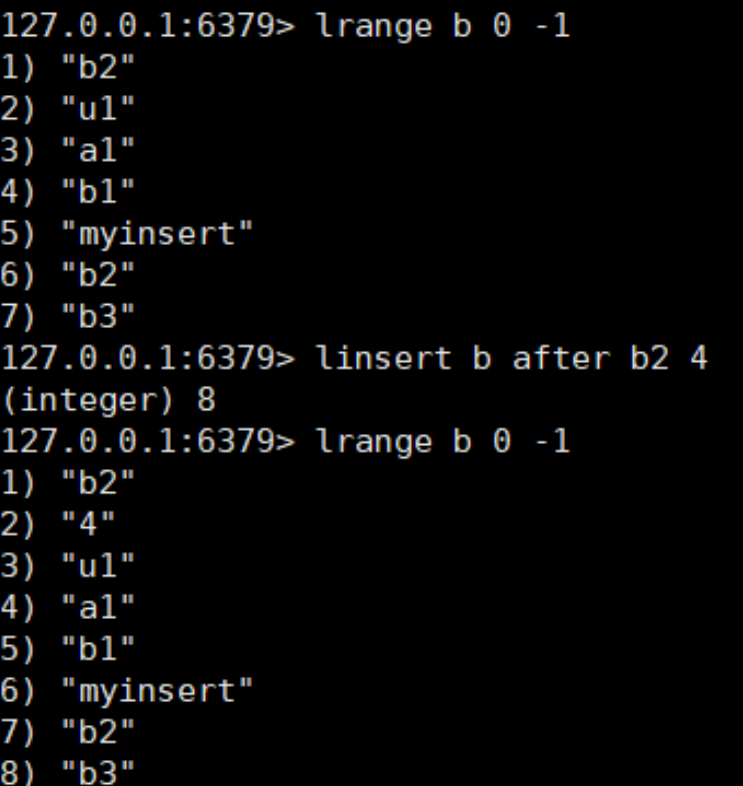 127.0.0.1:6379> lrange b 0 -1
1) "b2"
2) "u1"
3) "a1"
4) "b1"
5) "myinsert"
6) "b2"
7) "b3"
127.0.0.1:6379> linsert b after b2 4
(integer) 8
127.0.0.1:6379> lrange b 0 -1
1) "b2"
2) "4"
3) "u1"
4) "a1"
5) "b1"
6) "myinsert"
7) "b2"
8) "b3"